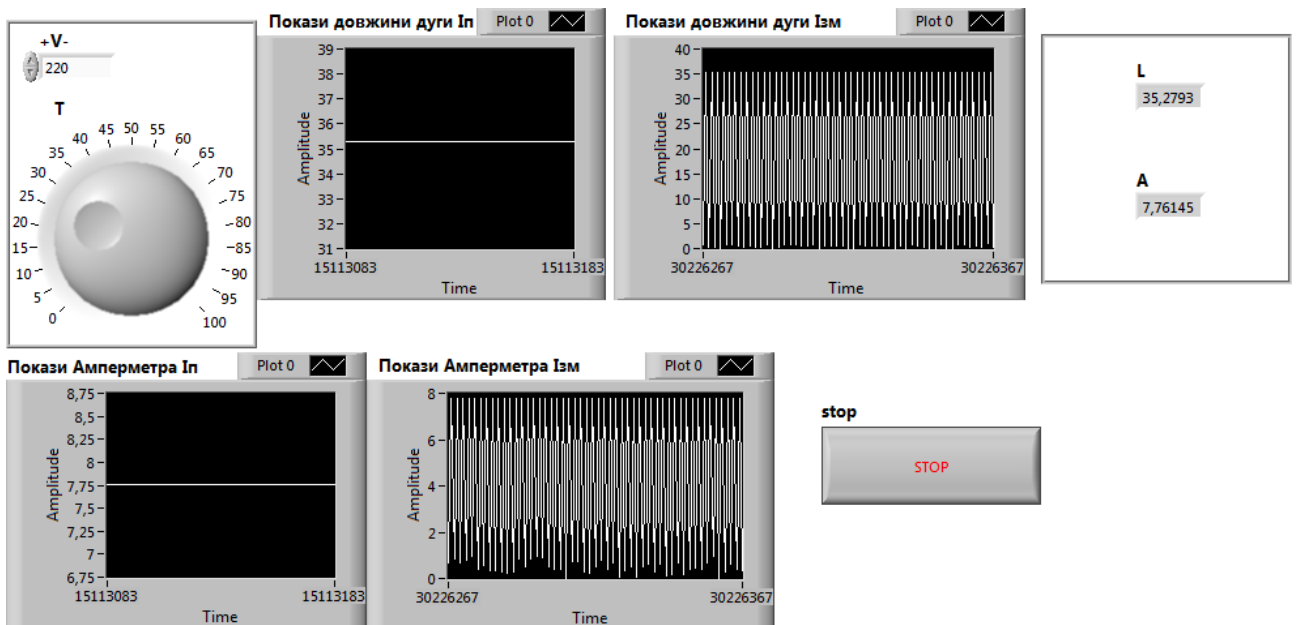 +V-
220
T
0
5
10
15
20
25
30
35
40
45
50
55
60
65
70
75
80
85
90
95
100
Покази довжини дуги Іп
Plot 0
Amplitude
39
38
37
36
35
34
33
32
31
15113083
15113183
Time
Покази довжини дуги Ізм
Plot 0
Amplitude
40
35
30
25
20
15
10
5
0
30226267
30226367
Time
L
35,2793
A
7,76145
Покази Амперметра Іп
Plot 0
Amplitude
8,75
8,5
8,25
8
7,75
7,5
7,25
7
6,75
15113083
15113183
Time
Покази Амперметра Ізм
Plot 0
Amplitude
8
6
4
2
0
30226267
30226367
Time
stop
STOP